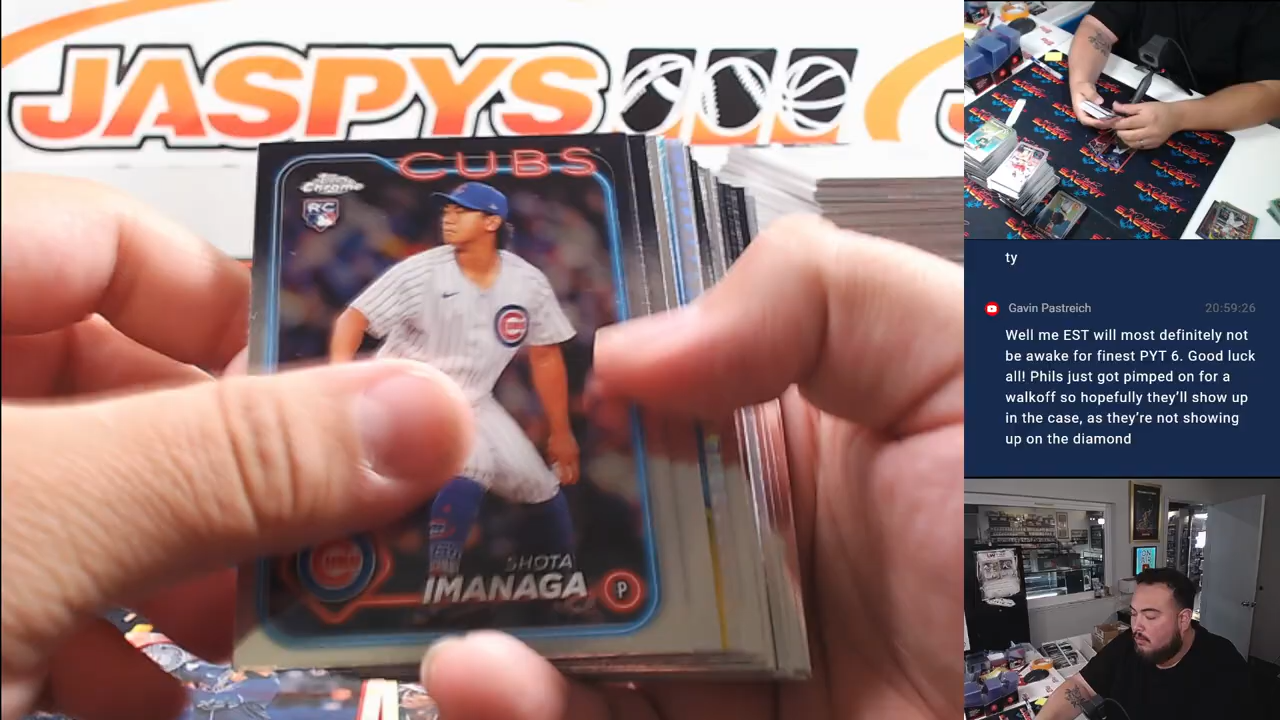 JASPYS
CUBS
Topps
Chrome
RC
SHOTA
IMANAGA
P
CUBS
ty
Gavin Pastreich 20:59:26
Well me EST will most definitely not
be awake for finest PYT 6. Good luck
all! Phils just got pimped on for a
walkoff so hopefully they'll show up
in the case, as they're not showing
up on the diamond